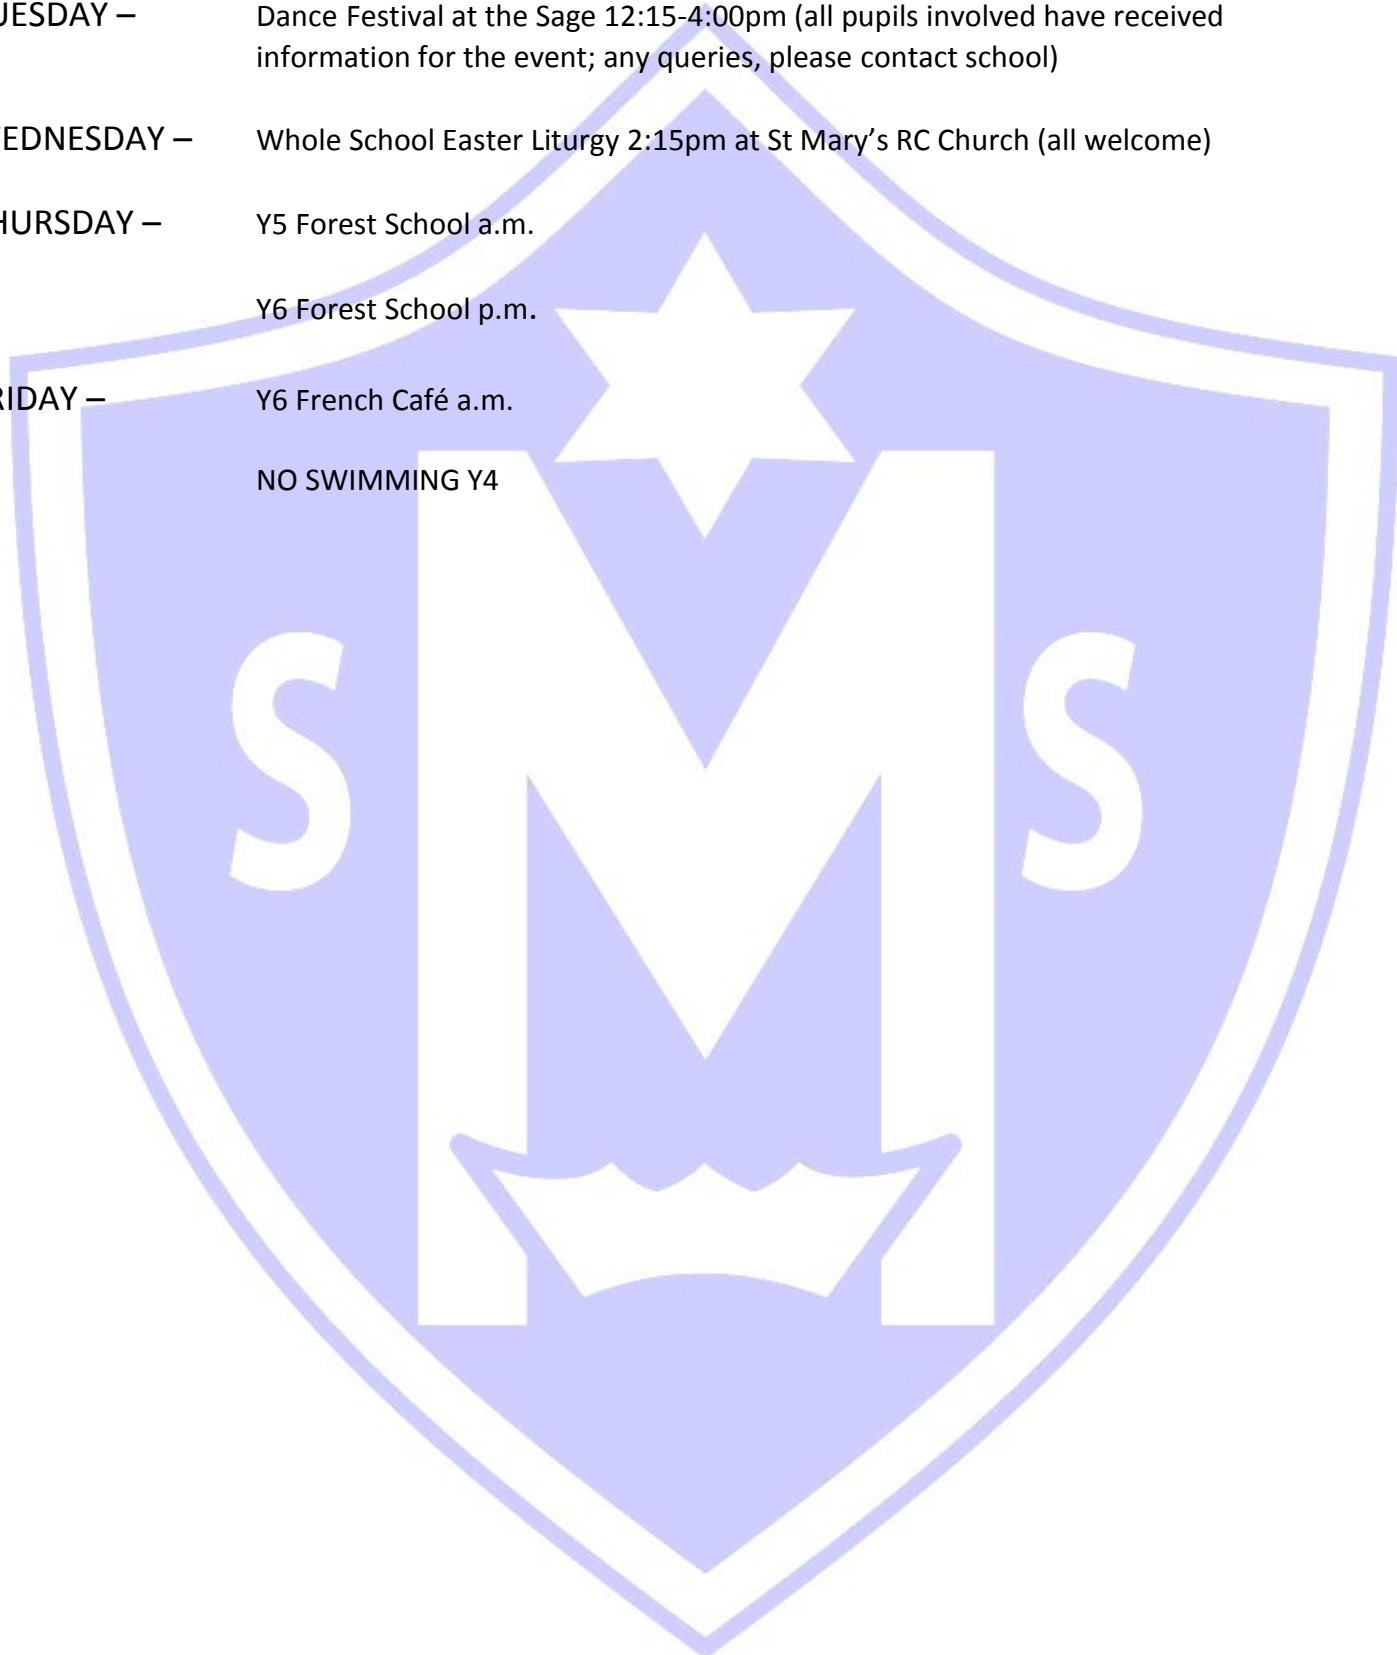 UESDAY – Dance Festival at the Sage 12:15-4:00pm (all pupils involved have received
information for the event; any queries, please contact school)
EDNESDAY – Whole School Easter Liturgy 2:15pm at St Mary’s RC Church (all welcome)
HURSDAY – Y5 Forest School a.m.
Y6 Forest School p.m.
RIDAY – Y6 French Café a.m.
NO SWIMMING Y4
S M S